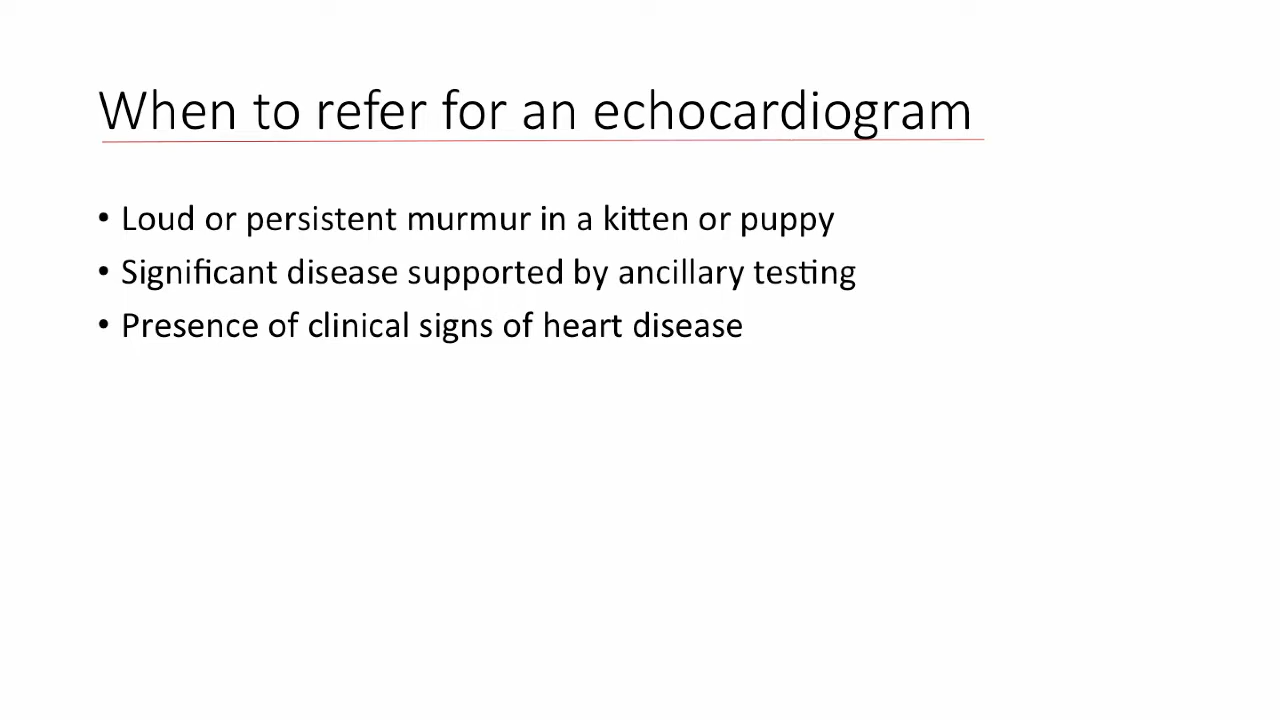 When to refer for an echocardiogram
• Loud or persistent murmur in a kitten or puppy
• Significant disease supported by ancillary testing
• Presence of clinical signs of heart disease